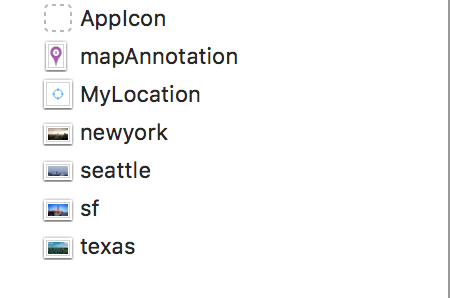 AppIcon
mapAnnotation
MyLocation
newyork
seattle
sf
texas